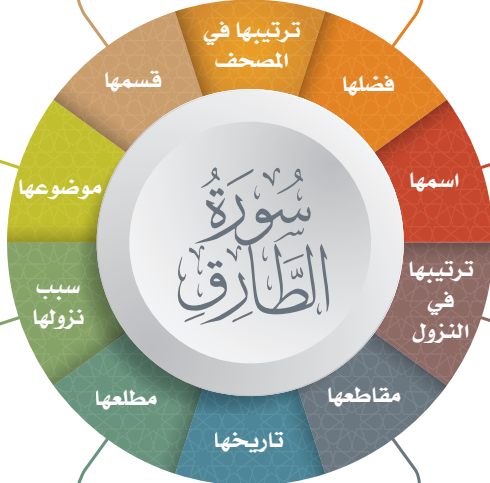 ترتيبها في
المصحف
فضلها
اسمها
ترتيبها
في
النزول
مقاطعها
تاريخها
مطلعها
سبب
نزولها
موضوعها
قسمها
سُورَةُ
الطَّارِقِ